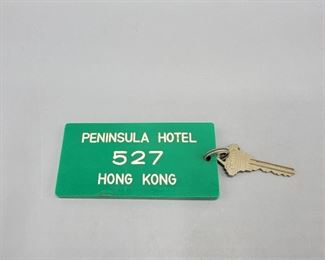 PENINSULA HOTEL
527
HONG KONG